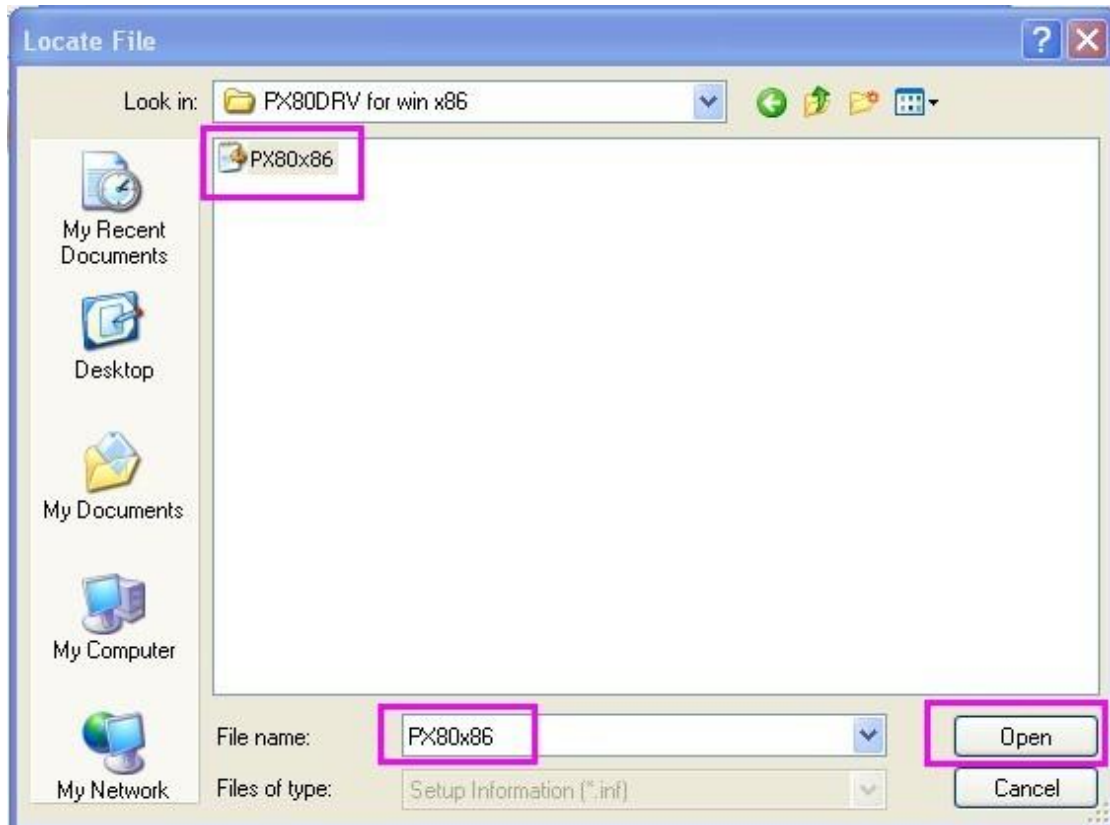 Locate File
Look in: PX80DRV for win x86
PX80x86
My Recent
Documents
Desktop
My Documents
My Computer
My Network
File name: PX80x86 Open
Files of type: Setup Information (*.inf) Cancel